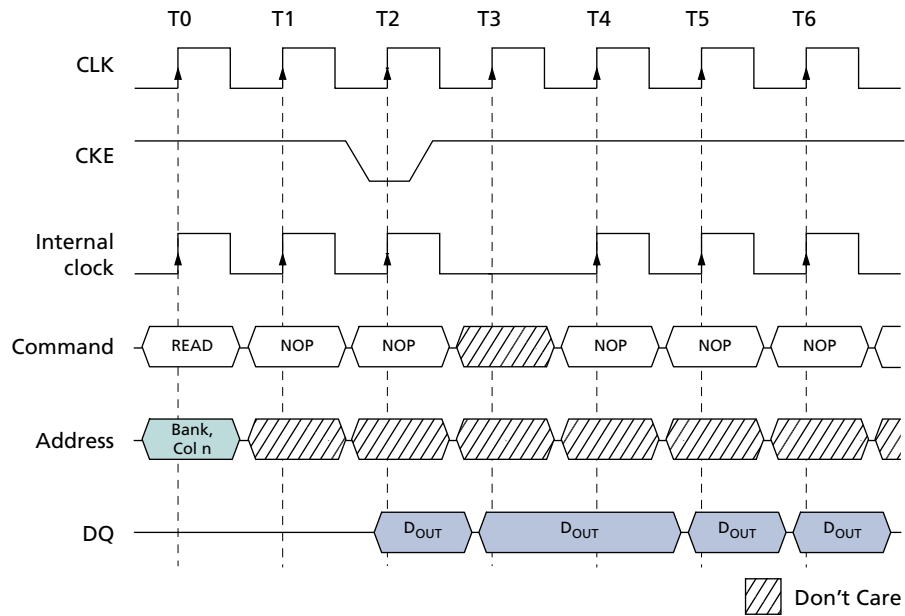 T0 T1 T2 T3 T4 T5 T6
CLK
CKE
Internal
clock
Command READ NOP NOP NOP NOP NOP
Address Bank,
Col n
DQ DOUT DOUT DOUT DOUT
Don't Care